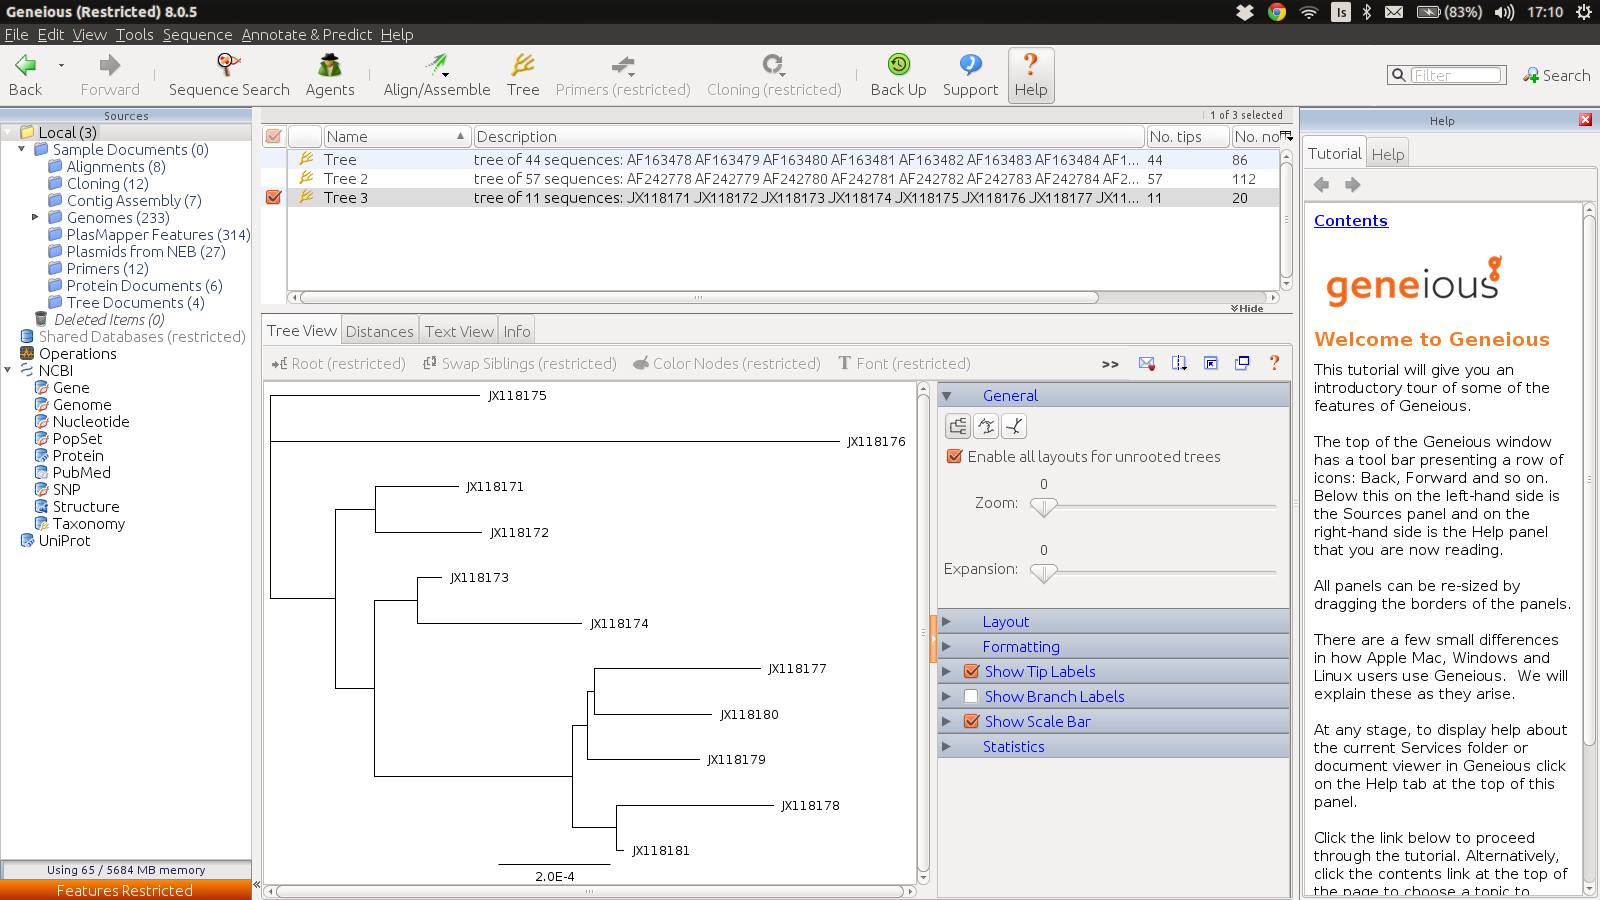 Geneious (Restricted) 8.0.5
Is
(83%)
17:10
File Edit View Tools Sequence Annotate & Predict Help
Back
Forward
Sequence Search
Agents
Align/Assemble
Tree
Primers (restricted)
Cloning (restricted)
Back Up
Support
Help
Filter
Search
Sources
Local (3)
Sample Documents (0)
Alignments (8)
Cloning (12)
Contig Assembly (7)
Genomes (233)
PlasMapper Features (314)
Plasmids from NEB (27)
Primers (12)
Protein Documents (6)
Tree Documents (4)
Deleted Items (0)
Shared Databases (restricted)
Operations
NCBI
Gene
Genome
Nucleotide
PopSet
Protein
PubMed
SNP
Structure
Taxonomy
UniProt
Using 65 / 5684 MB memory
Features Restricted
1 of 3 selected
Name Description No. tips No. no
Tree tree of 44 sequences: AF163478 AF163479 AF163480 AF163481 AF163482 AF163483 AF163484 AF1... 44 86
Tree 2 tree of 57 sequences: AF242778 AF242779 AF242780 AF242781 AF242782 AF242783 AF242784 AF2... 57 112
Tree 3 tree of 11 sequences: JX118171 JX118172 JX118173 JX118174 JX118175 JX118176 JX118177 JX11... 11 20
Hide
Tree View Distances Text View Info
Root (restricted) Swap Siblings (restricted) Color Nodes (restricted) Font (restricted) >> ?
JX118175
JX118176
JX118171
JX118172
JX118173
JX118174
JX118177
JX118180
JX118179
JX118178
JX118181
2.0E-4
General
Enable all layouts for unrooted trees
0
Zoom:
0
Expansion:
Layout
Formatting
Show Tip Labels
Show Branch Labels
Show Scale Bar
Statistics
Help
Tutorial Help
Contents
geneious
Welcome to Geneious
This tutorial will give you an
introductory tour of some of the
features of Geneious.
The top of the Geneious window
has a tool bar presenting a row of
icons: Back, Forward and so on.
Below this on the left-hand side is
the Sources panel and on the
right-hand side is the Help panel
that you are now reading.
All panels can be re-sized by
dragging the borders of the panels.
There are a few small differences
in how Apple Mac, Windows and
Linux users use Geneious. We will
explain these as they arise.
At any stage, to display help about
the current Services folder or
document viewer in Geneious click
on the Help tab at the top of this
panel.
Click the link below to proceed
through the tutorial. Alternatively,
click the contents link at the top of
the page to choose a topic to